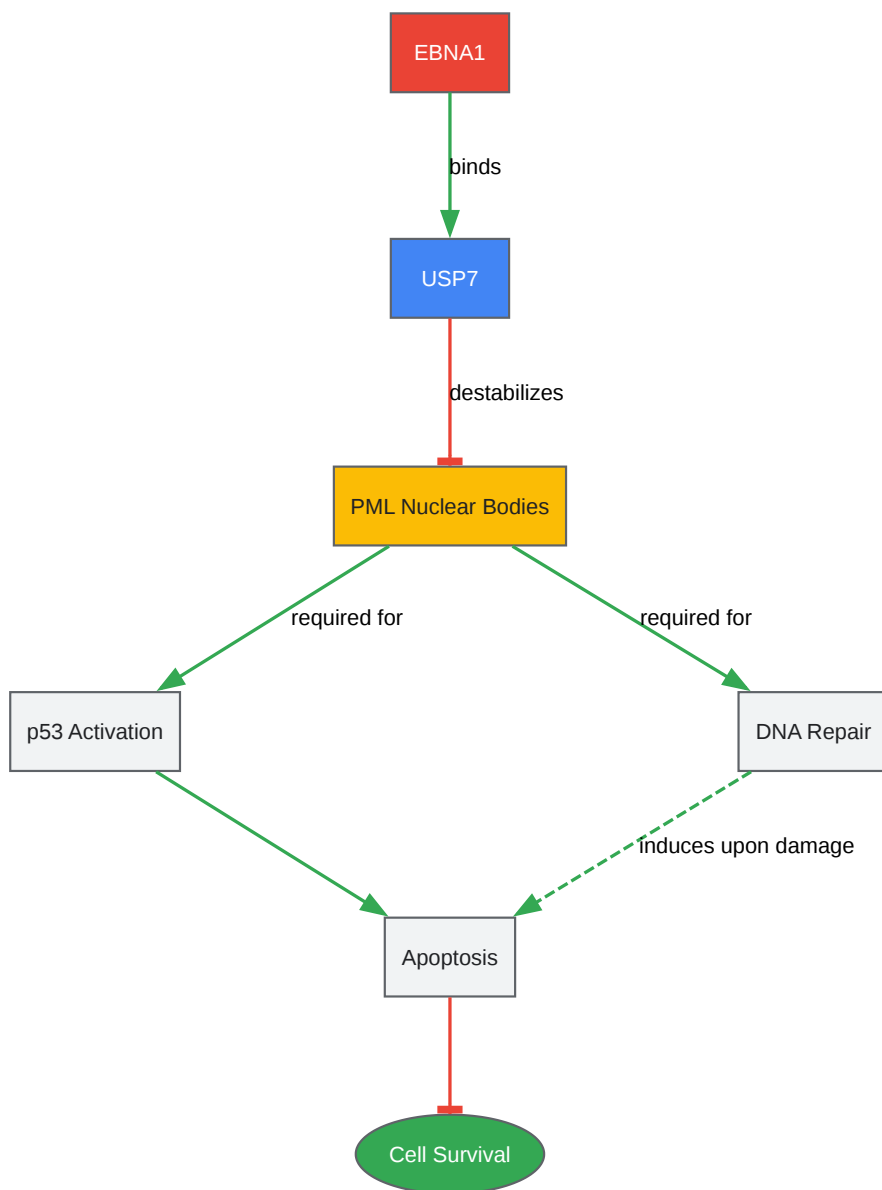 EBNA1
binds
USP7
destabilizes
PML Nuclear Bodies
required for
required for
p53 Activation
DNA Repair
induces upon damage
Apoptosis
Cell Survival